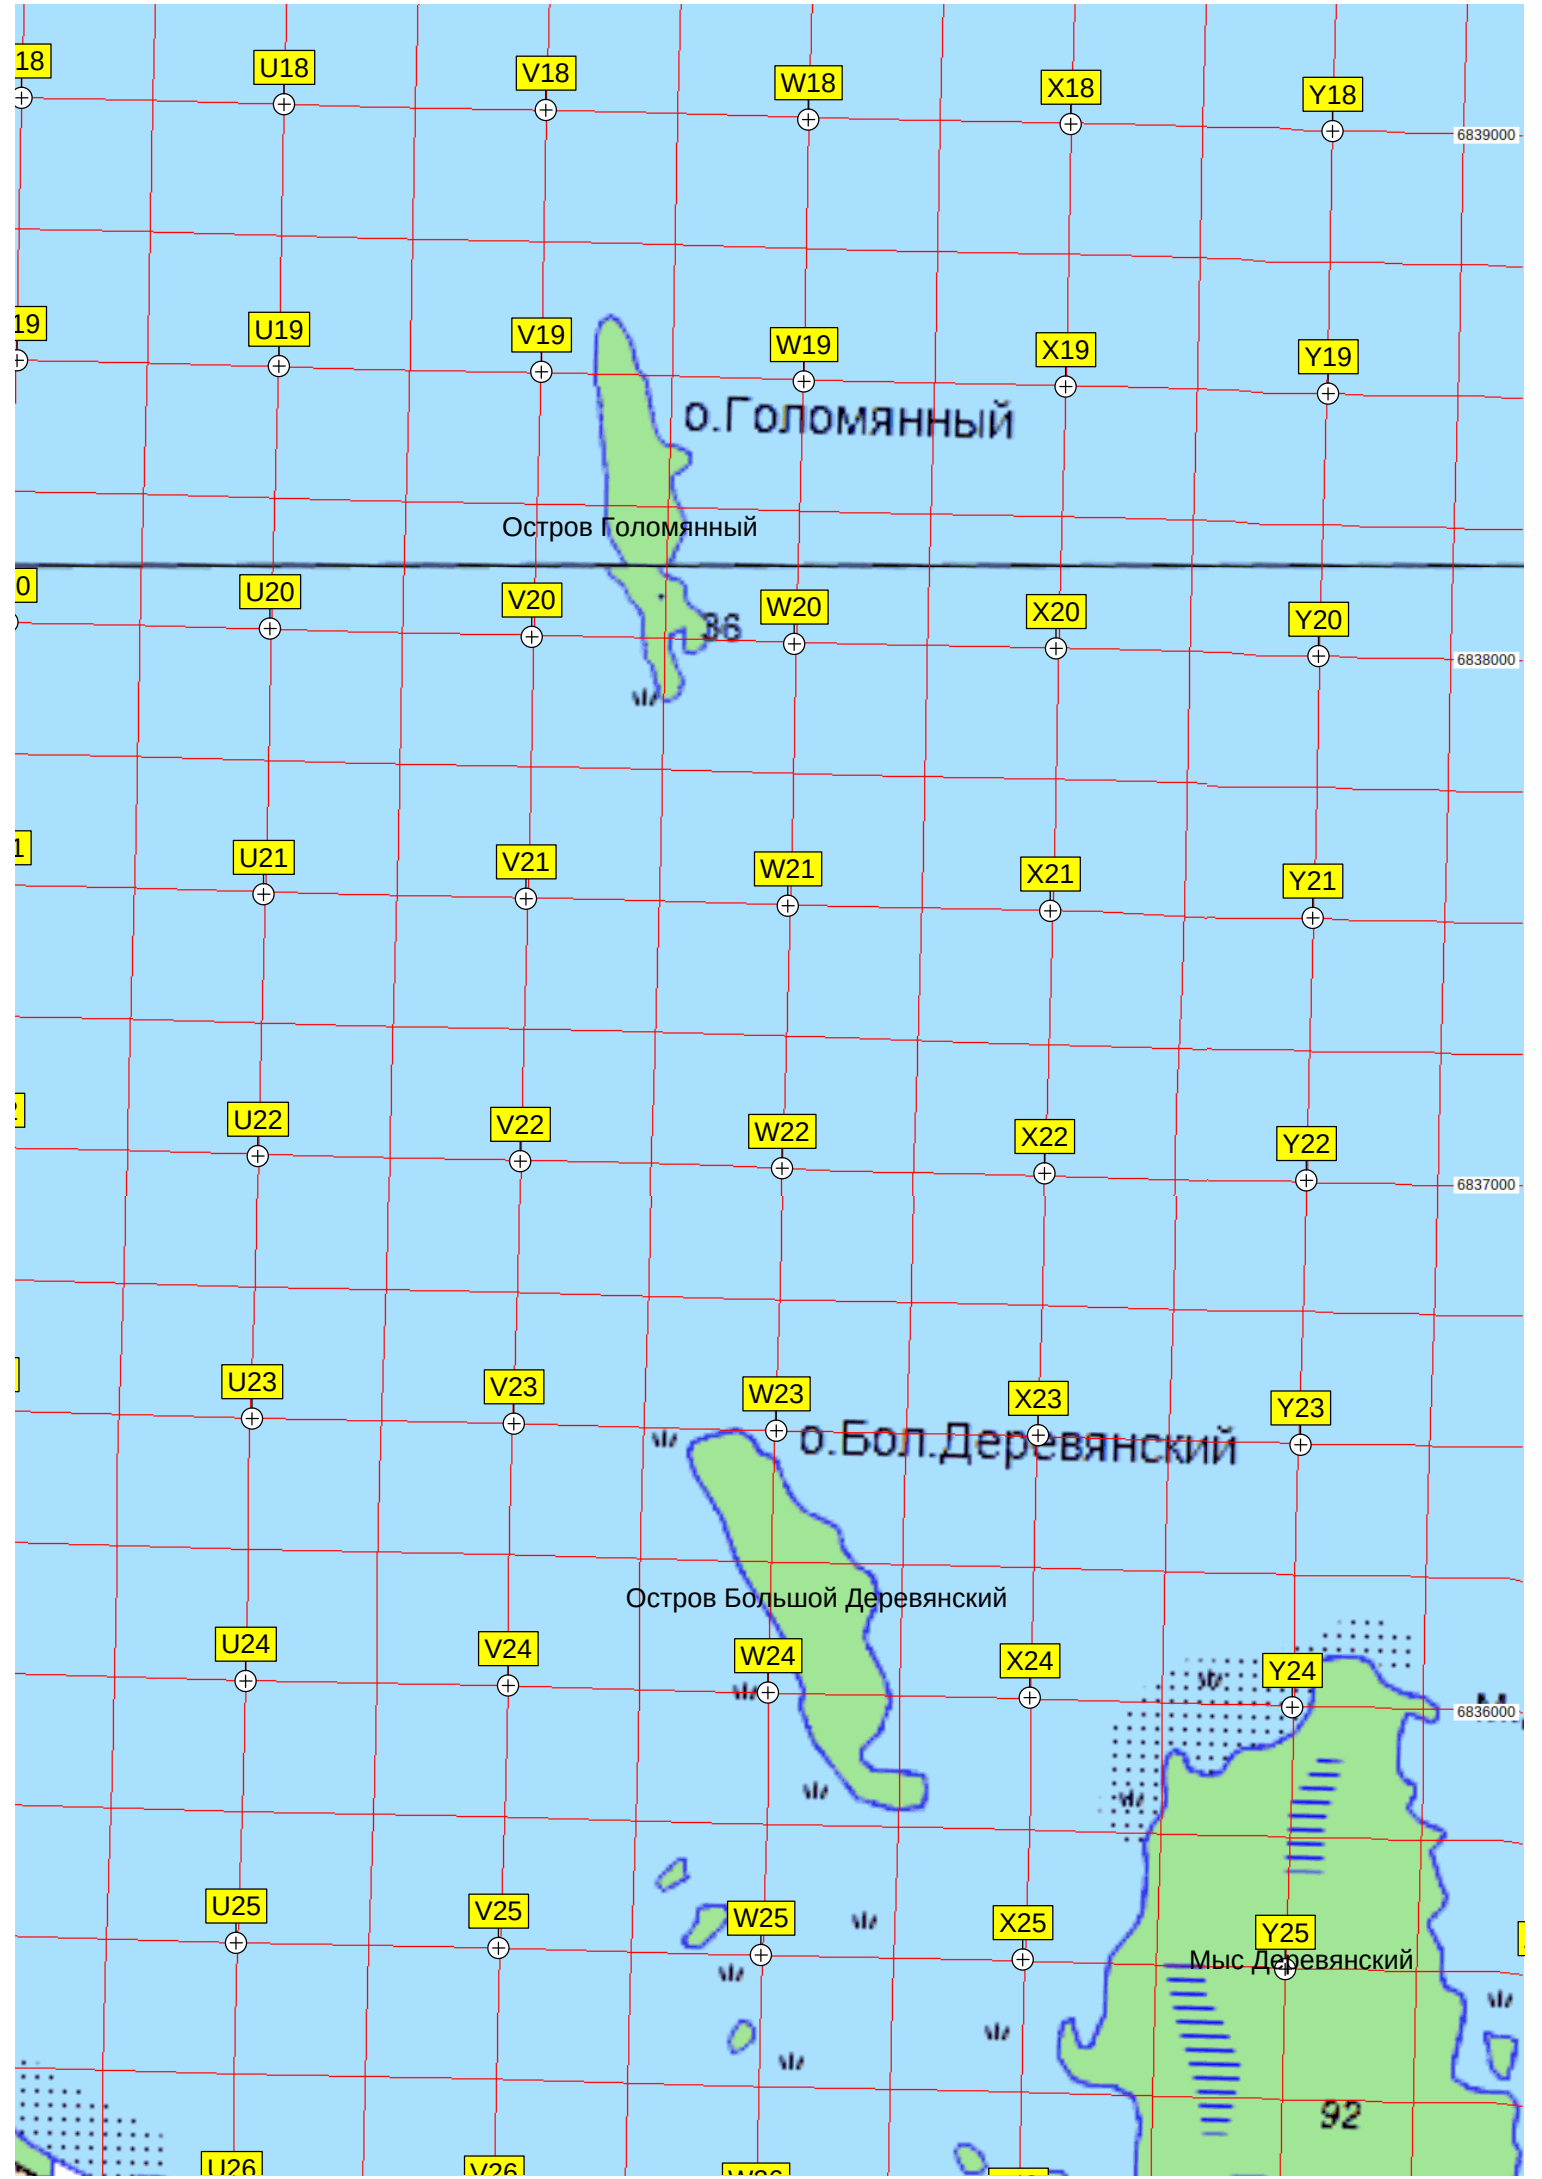 18 U18 V18 W18 X18 Y18
6839000
19 U19 V19 W19 X19 Y19
о.Голомянный
Остров Голомянный
0 U20 V20 W20 X20 Y20
36
6838000
1 U21 V21 W21 X21 Y21
U22 V22 W22 X22 Y22
6837000
U23 V23 W23 X23 Y23
о.Бол.Деревянский
Остров Большой Деревянский
U24 V24 W24 X24 Y24
6836000
U25 V25 W25 X25 Y25
Мыс Деревянский
92
U26 V26 W26